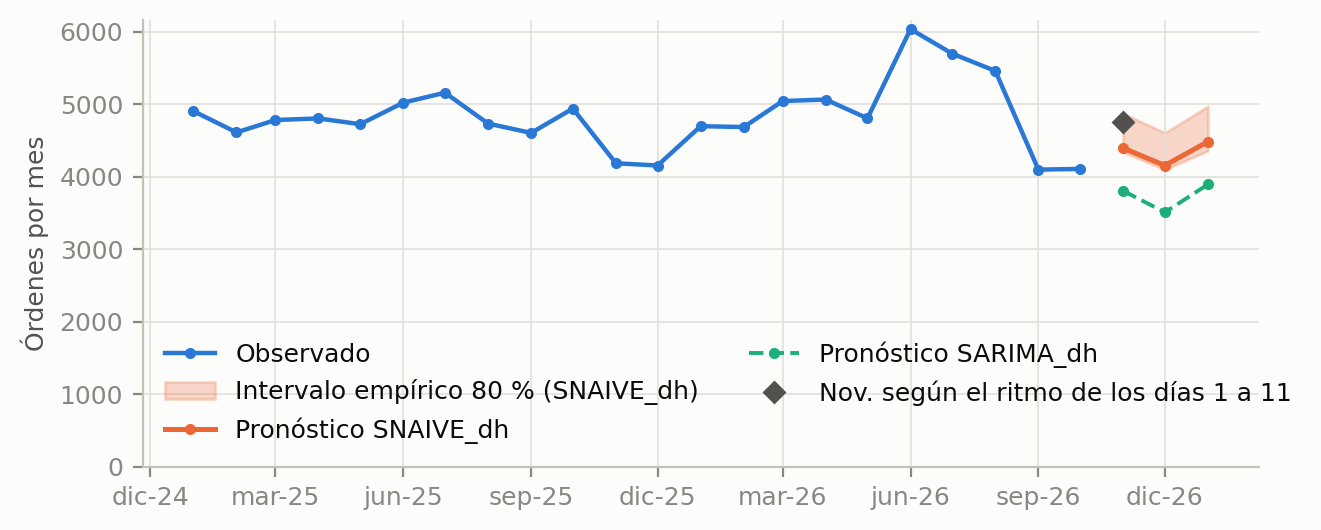 Órdenes por mes
6000
5000
4000
3000
2000
1000
0
Observado
Intervalo empírico 80 % (SNAIVE_dh)
Pronóstico SNAIVE_dh
Pronóstico SARIMA_dh
Nov. según el ritmo de los días 1 a 11
dic-24 mar-25 jun-25 sep-25 dic-25 mar-26 jun-26 sep-26 dic-26